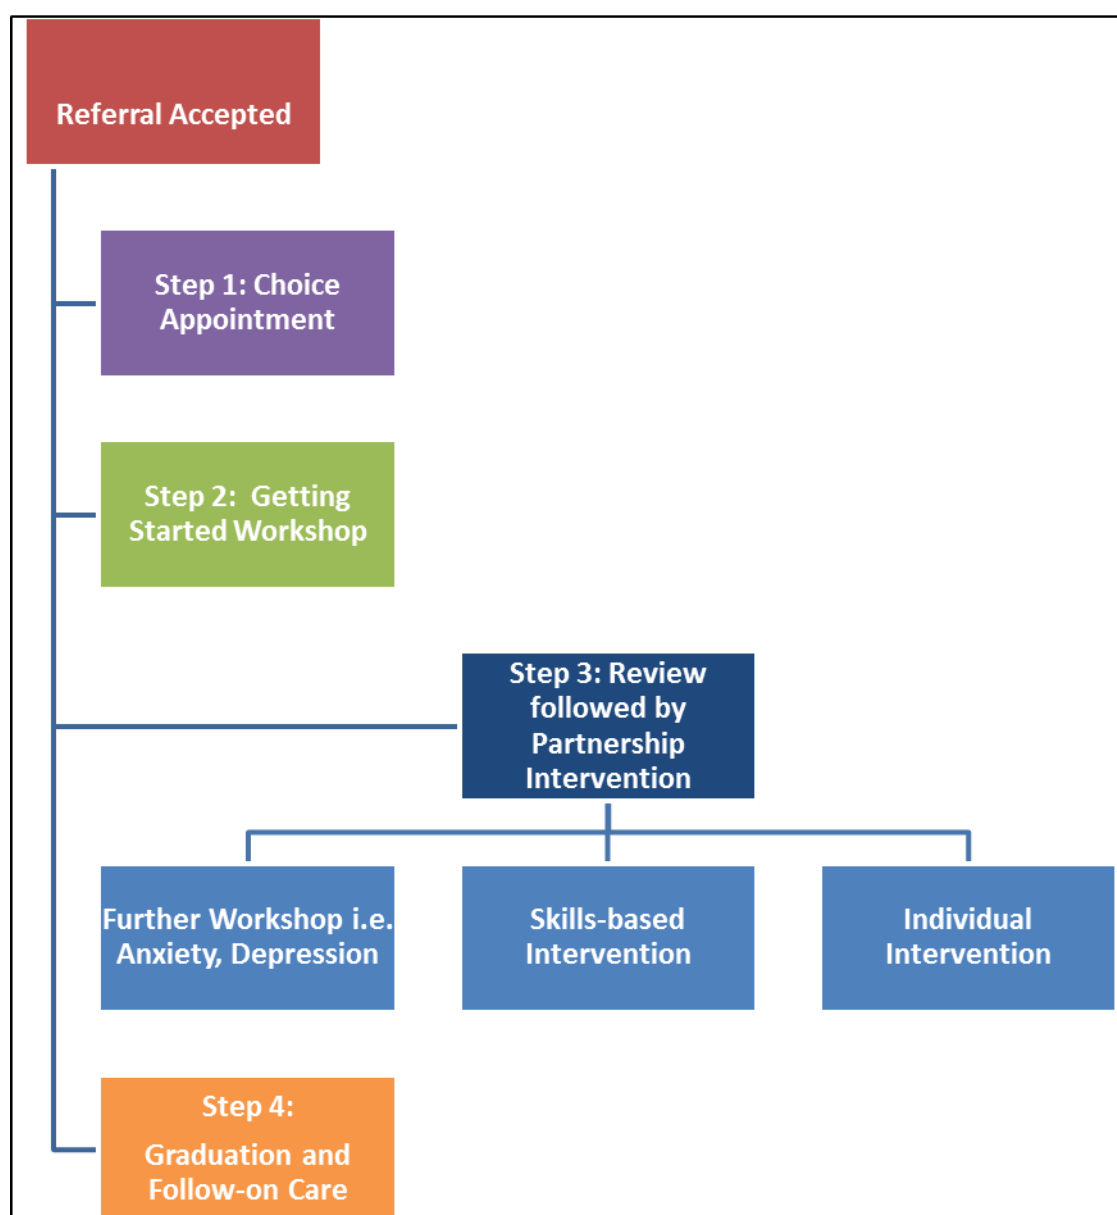 Referral Accepted
Step 1: Choice
Appointment
Step 2:  Getting
Started Workshop
Step 3: Review
followed by
Partnership
Intervention
Further Workshop i.e.
Anxiety, Depression
Skills-based
Intervention
Individual
Intervention
Step 4:
Graduation and
Follow-on Care